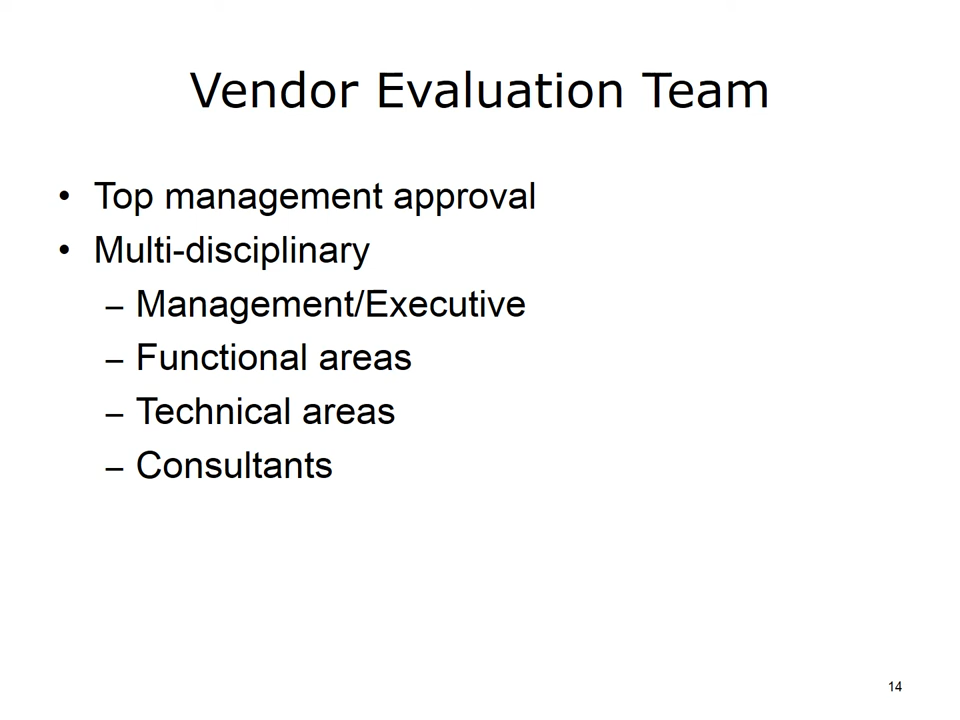 Vendor Evaluation Team
• Top management approval
• Multi-disciplinary
– Management/Executive
– Functional areas
– Technical areas
– Consultants
14